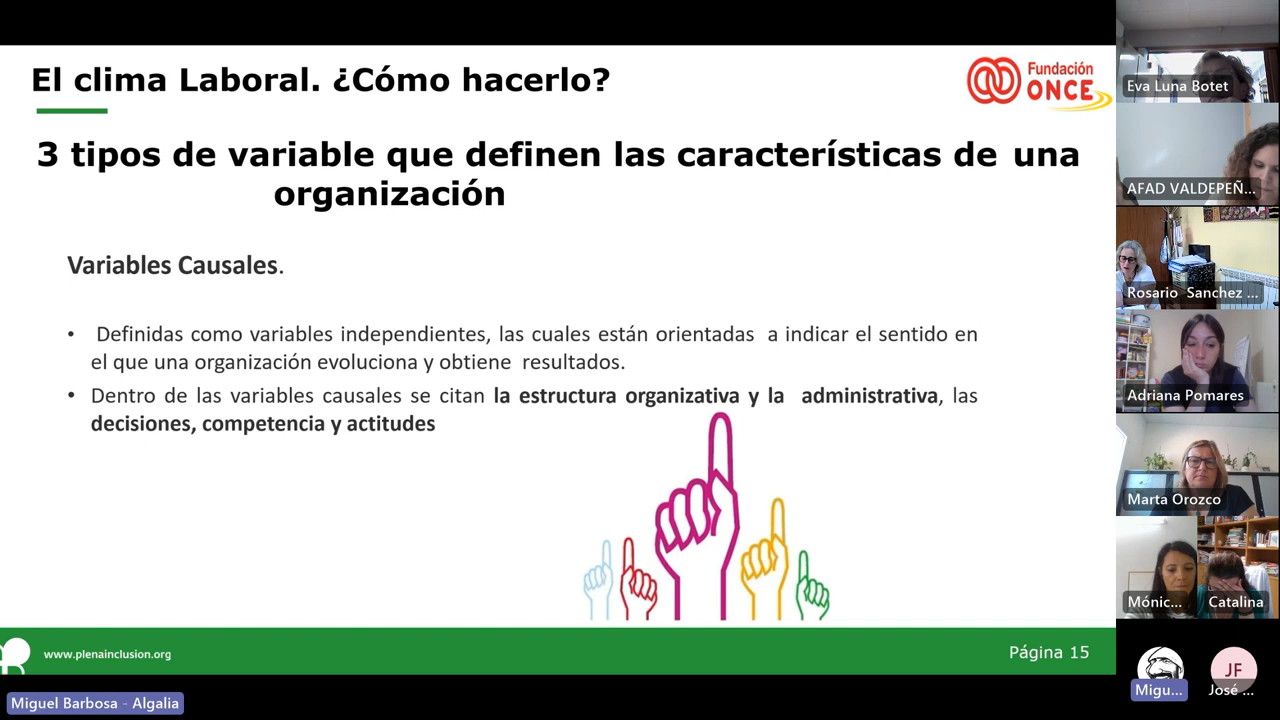 El clima Laboral. ¿Cómo hacerlo?
Fundación
ONCE
3 tipos de variable que definen las características de una
organización
Variables Causales.
• Definidas como variables independientes, las cuales están orientadas a indicar el sentido en
el que una organización evoluciona y obtiene resultados.
• Dentro de las variables causales se citan la estructura organizativa y la administrativa, las
decisiones, competencia y actitudes
www.plenainclusion.org
Página 15
Miguel Barbosa - Algalia
Eva Luna Botet
AFAD VALDEPEÑ...
Rosario Sanchez ...
Adriana Pomares
Marta Orozco
Mónic...
Catalina
Migu...
JF
José ...